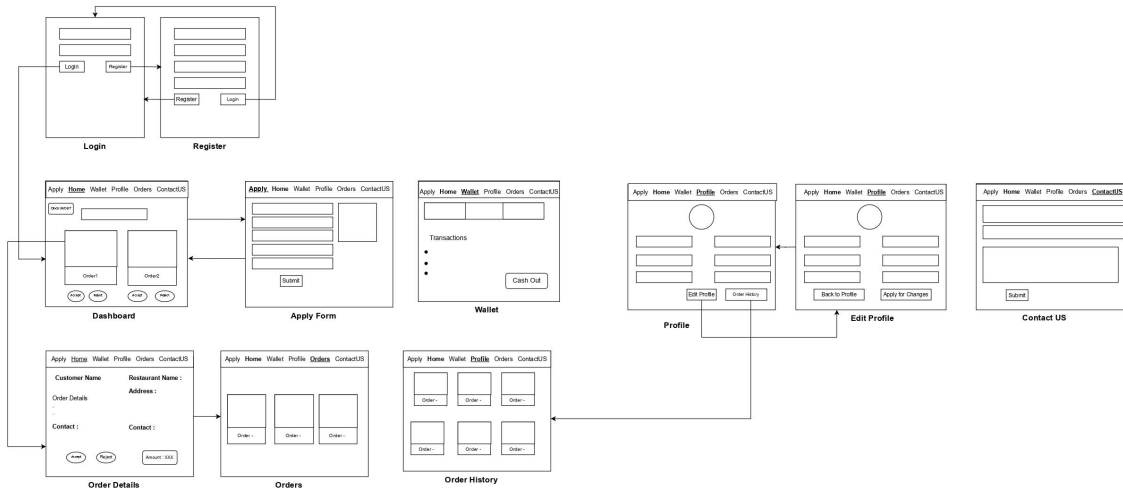 Login
Register
Register
Login
Login
Register
Apply Home Wallet Profile Orders ContactUS
Order1
Order2
Accept
Reject
Accept
Reject
Dashboard
Apply Home Wallet Profile Orders ContactUS
Submit
Apply Form
Apply Home Wallet Profile Orders ContactUS
Transactions
Cash Out
Wallet
Apply Home Wallet Profile Orders ContactUS
Edit Profile
Order History
Profile
Apply Home Wallet Profile Orders ContactUS
Back to Profile
Apply for Changes
Edit Profile
Apply Home Wallet Profile Orders ContactUS
Submit
Contact US
Apply Home Wallet Profile Orders ContactUS
Customer Name
Restaurant Name :
Address :
Order Details
Contact :
Contact :
Accept
Reject
Amount : XXX
Order Details
Apply Home Wallet Profile Orders ContactUS
Order -
Order -
Order -
Orders
Apply Home Wallet Profile Orders ContactUS
Order -
Order -
Order -
Order -
Order -
Order -
Order History